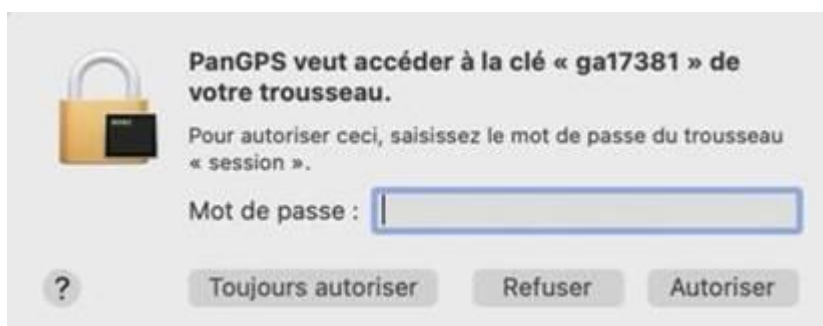 PanGPS veut accéder à la clé « ga17381 » de
votre trousseau.
Pour autoriser ceci, saisissez le mot de passe du trousseau
« session ».
Mot de passe :
? Toujours autoriser Refuser Autoriser